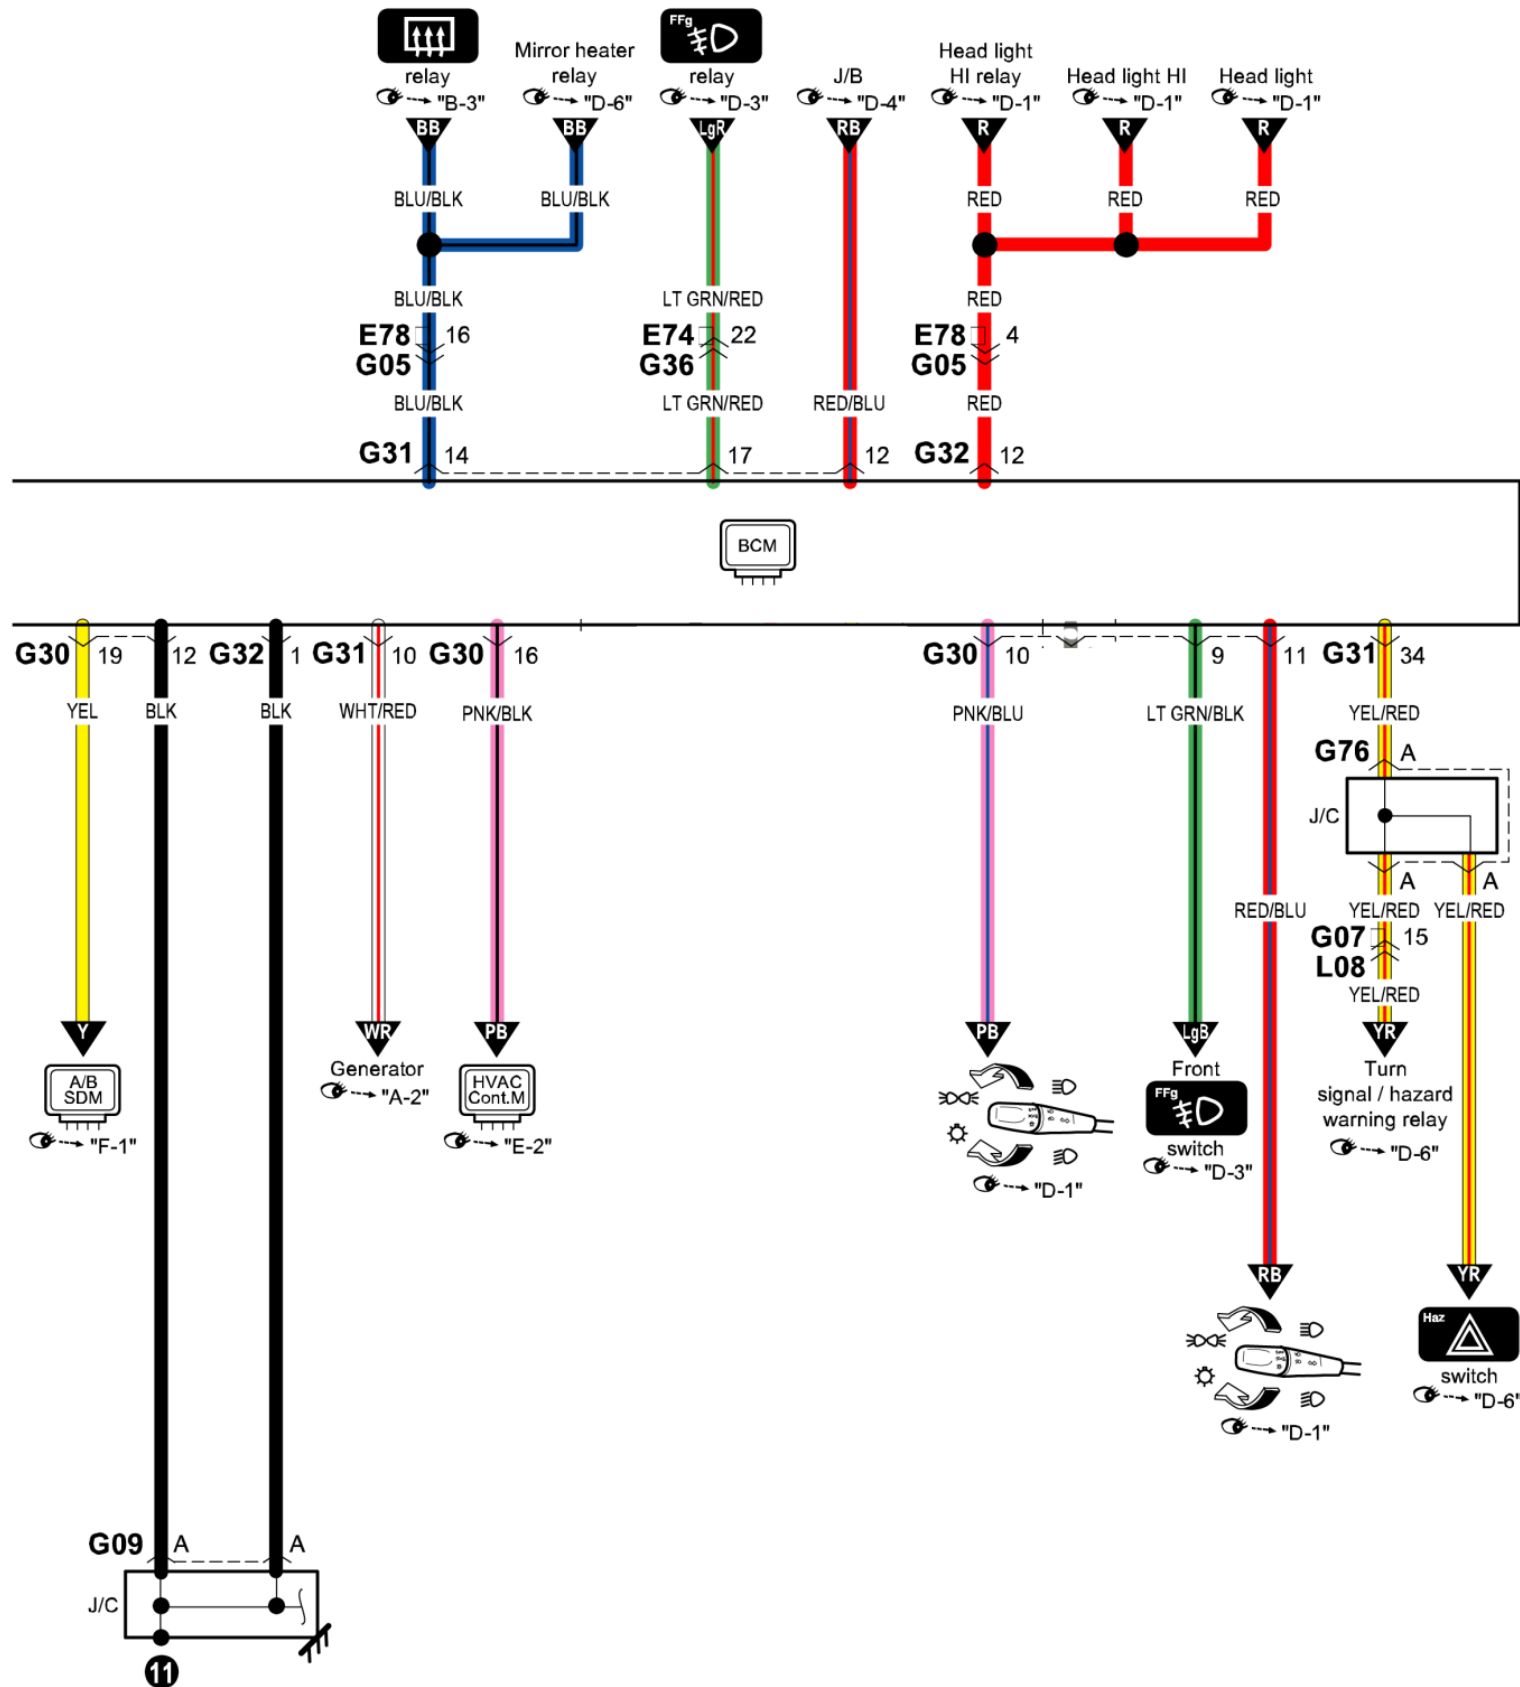 FFg
Mirror heater
relay
Head light
HI relay
relay
relay
J/B
Head light HI
Head light
"B-3"
"D-6"
"D-3"
"D-4"
"D-1"
"D-1"
"D-1"
BB
BB
LgR
RB
R
R
R
BLU/BLK
BLU/BLK
RED
RED
RED
BLU/BLK
LT GRN/RED
RED
E78 16
G05
E74 22
G36
E78 4
G05
BLU/BLK
LT GRN/RED
RED/BLU
RED
G31 14
17
12
G32 12
BCM
G30 19
12
G32 1
G31 10
G30 16
G30 10
9
11
G31 34
YEL
BLK
BLK
WHT/RED
PNK/BLK
PNK/BLU
LT GRN/BLK
YEL/RED
G76 A
J/C
A
A
RED/BLU
YEL/RED
YEL/RED
G07 15
L08
YEL/RED
Y
WR
PB
PB
LgB
YR
A/B
SDM
"F-1"
Generator
"A-2"
HVAC
Cont.M
"E-2"
"D-1"
Front
FFg
switch
"D-3"
Turn
signal / hazard
warning relay
"D-6"
RB
YR
"D-1"
Haz
switch
"D-6"
G09 A
A
J/C
11